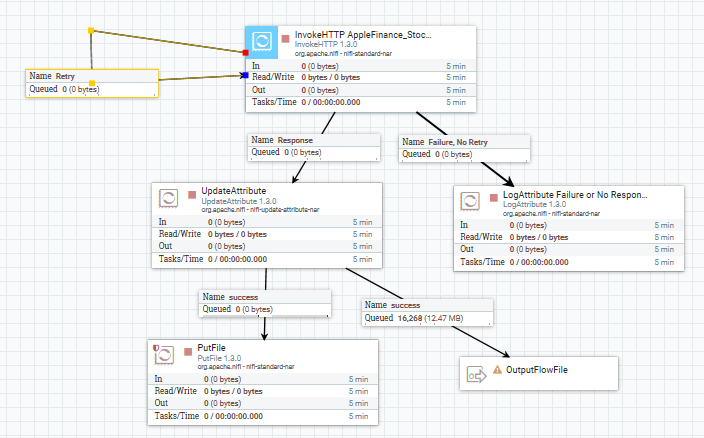 InvokeHTTP AppleFinance_Stoc...
InvokeHTTP 1.3.0
org.apache.nifi - nifi-standard-nar
In 0 (0 bytes) 5 min
Read/Write 0 bytes / 0 bytes 5 min
Out 0 (0 bytes) 5 min
Tasks/Time 0 / 00:00:00.000 5 min
Name Retry
Queued 0 (0 bytes)
Name Response
Queued 0 (0 bytes)
Name Failure, No Retry
Queued 0 (0 bytes)
UpdateAttribute
UpdateAttribute 1.3.0
org.apache.nifi - nifi-update-attribute-nar
In 0 (0 bytes) 5 min
Read/Write 0 bytes / 0 bytes 5 min
Out 0 (0 bytes) 5 min
Tasks/Time 0 / 00:00:00.000 5 min
LogAttribute Failure or No Respon...
LogAttribute 1.3.0
org.apache.nifi - nifi-standard-nar
In 0 (0 bytes) 5 min
Read/Write 0 bytes / 0 bytes 5 min
Out 0 (0 bytes) 5 min
Tasks/Time 0 / 00:00:00.000 5 min
Name success
Queued 0 (0 bytes)
Name success
Queued 16,268 (12.47 MB)
PutFile
PutFile 1.3.0
org.apache.nifi - nifi-standard-nar
In 0 (0 bytes) 5 min
Read/Write 0 bytes / 0 bytes 5 min
Out 0 (0 bytes) 5 min
Tasks/Time 0 / 00:00:00.000 5 min
OutputFlowFile